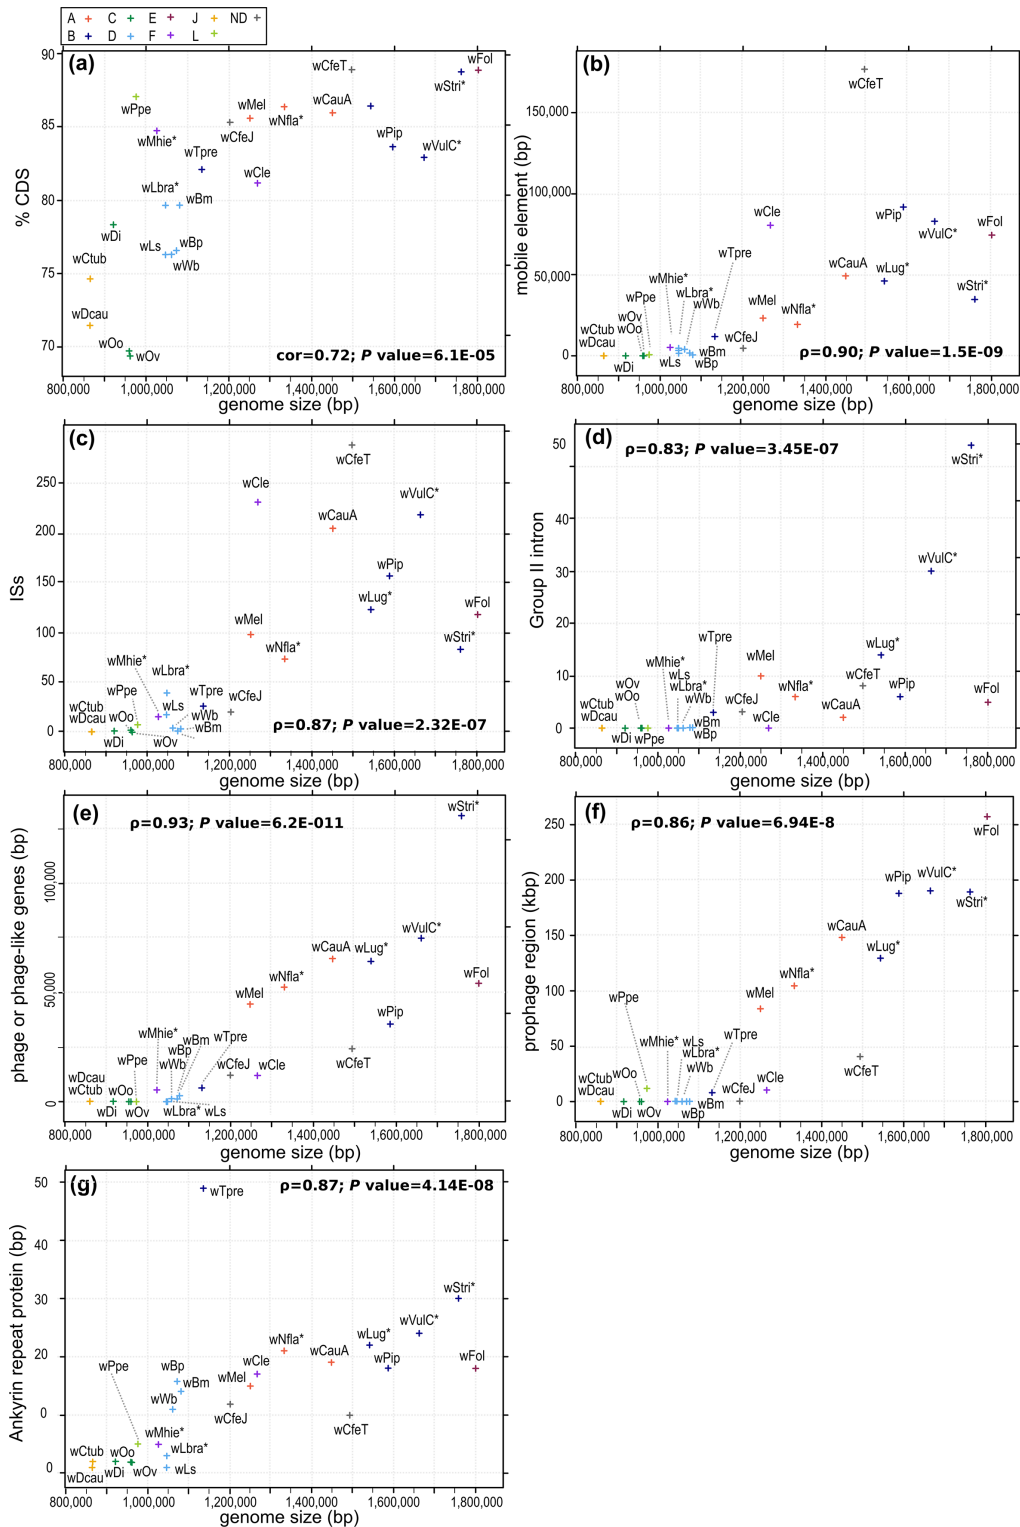 A C E J ND
B D F L
(a)
90
85
80
75
70
% CDS
wCfeT
wFol
wStri*
wPpe
wMel
wCauA
wNfla*
wMhie*
wCfeJ
wPip
wVulC*
wTpre
wCle
wLbra*
wBm
wDi
wLs
wBp
wWb
wCtub
wDcau
wOo
wOv
cor=0.72; P value=6.1E-05
800,000 1,000,000 1,200,000 1,400,000 1,600,000 1,800,000
genome size (bp)
(b)
150,000
100,000
50,000
0
mobile element (bp)
wCfeT
wCle
wPip
wVulC*
wFol
wTpre
wMhie*
wCauA
wLug*
wPpe
wLbra*
wWb
wStri*
wOv
wMel
wNfla*
wCtub
wOo
wDcau
wCfeJ
wDi
wLs
wBm
wBp
ρ=0.90; P value=1.5E-09
800,000 1,000,000 1,200,000 1,400,000 1,600,000 1,800,000
genome size (bp)
(c)
250
200
150
100
50
0
ISs
wCfeT
wCle
wVulC*
wCauA
wPip
wLug*
wFol
wMel
wNfla*
wStri*
wMhie*
wLbra*
wPpe
wTpre
wCfeJ
wCtub
wDcau
wOo
wLs
wWb
wBm
wDi
wOv
ρ=0.87; P value=2.32E-07
800,000 1,000,000 1,200,000 1,400,000 1,600,000 1,800,000
genome size (bp)
(d)
50
40
30
20
10
0
Group II intron
ρ=0.83; P value=3.45E-07
wStri*
wVulC*
wTpre
wLug*
wMhie*
wMel
wLs
wCfeT
wOv
wLbra*
wNfla*
wPip
wOo
wWb
wFol
wCtub
wDcau
wCfeJ
wCauA
wDi
wPpe
wBm
wBp
wCle
800,000 1,000,000 1,200,000 1,400,000 1,600,000 1,800,000
genome size (bp)
(e)
100,000
50,000
0
phage or phage-like genes (bp)
ρ=0.93; P value=6.2E-011
wStri*
wVulC*
wCauA
wLug*
wNfla*
wFol
wMel
wPip
wMhie*
wBm
wTpre
wBp
wPpe
wWb
wCfeJ
wCle
wCfeT
wDcau
wCtub
wOo
wDi
wOv
wLbra*
wLs
800,000 1,000,000 1,200,000 1,400,000 1,600,000 1,800,000
genome size (bp)
(f)
250
200
150
100
50
0
prophage region (kbp)
ρ=0.86; P value=6.94E-8
wFol
wPip
wVulC*
wStri*
wCauA
wLug*
wNfla*
wMel
wPpe
wMhie*
wLs
wTpre
wLbra*
wCfeT
wOo
wWb
wCtub
wDcau
wCfeJ
wCle
wDi
wOv
wBp
wBm
800,000 1,000,000 1,200,000 1,400,000 1,600,000 1,800,000
genome size (bp)
(g)
50
40
30
20
0
0
Ankyrin repeat protein (bp)
ρ=0.87; P value=4.14E-08
wTpre
wStri*
wVulC*
wLug*
wNfla*
wCauA
wPip
wFol
wPpe
wBp
wCle
wBm
wMel
wWb
wCfeJ
wCfeT
wMhie*
wCtub
wOo
wLbra*
wDcau
wDi
wOv
wLs
800,000 1,000,000 1,200,000 1,400,000 1,600,000 1,800,000
genome size (bp)